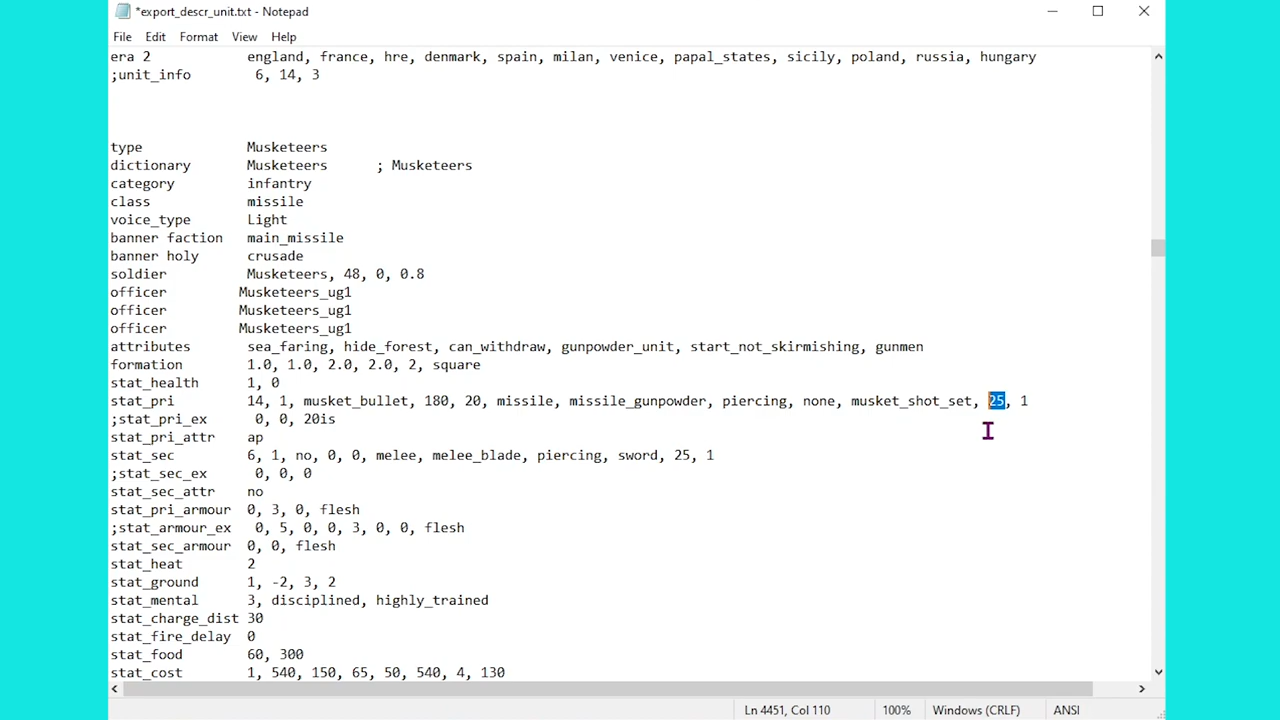 *export_descr_unit.txt - Notepad
File Edit Format View Help
era 2 england, france, hre, denmark, spain, milan, venice, papal_states, sicily, poland, russia, hungary
;unit_info 6, 14, 3
type Musketeers
dictionary Musketeers ; Musketeers
category infantry
class missile
voice_type Light
banner faction main_missile
banner holy crusade
soldier Musketeers, 48, 0, 0.8
officer Musketeers_ug1
officer Musketeers_ug1
officer Musketeers_ug1
attributes sea_faring, hide_forest, can_withdraw, gunpowder_unit, start_not_skirmishing, gunmen
formation 1.0, 1.0, 2.0, 2.0, 2, square
stat_health 1, 0
stat_pri 14, 1, musket_bullet, 180, 20, missile, missile_gunpowder, piercing, none, musket_shot_set, 25, 1
;stat_pri_ex 0, 0, 20is
stat_pri_attr ap
stat_sec 6, 1, no, 0, 0, melee, melee_blade, piercing, sword, 25, 1
;stat_sec_ex 0, 0, 0
stat_sec_attr no
stat_pri_armour 0, 3, 0, flesh
;stat_armour_ex 0, 5, 0, 0, 3, 0, 0, flesh
stat_sec_armour 0, 0, flesh
stat_heat 2
stat_ground 1, -2, 3, 2
stat_mental 3, disciplined, highly_trained
stat_charge_dist 30
stat_fire_delay 0
stat_food 60, 300
stat_cost 1, 540, 150, 65, 50, 540, 4, 130
Ln 4451, Col 110 100% Windows (CRLF) ANSI